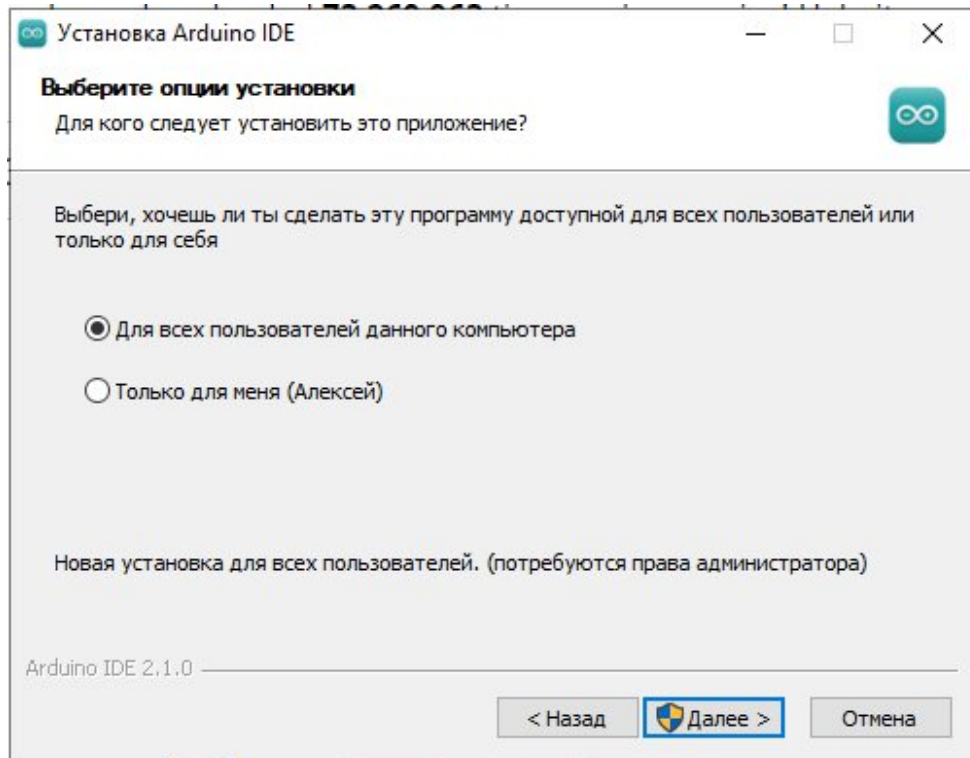 Установка Arduino IDE
Выберите опции установки
Для кого следует установить это приложение?
Выбери, хочешь ли ты сделать эту программу доступной для всех пользователей или
только для себя
Для всех пользователей данного компьютера
Только для меня (Алексей)
Новая установка для всех пользователей. (потребуются права администратора)
Arduino IDE 2.1.0
< Назад
Далее >
Отмена